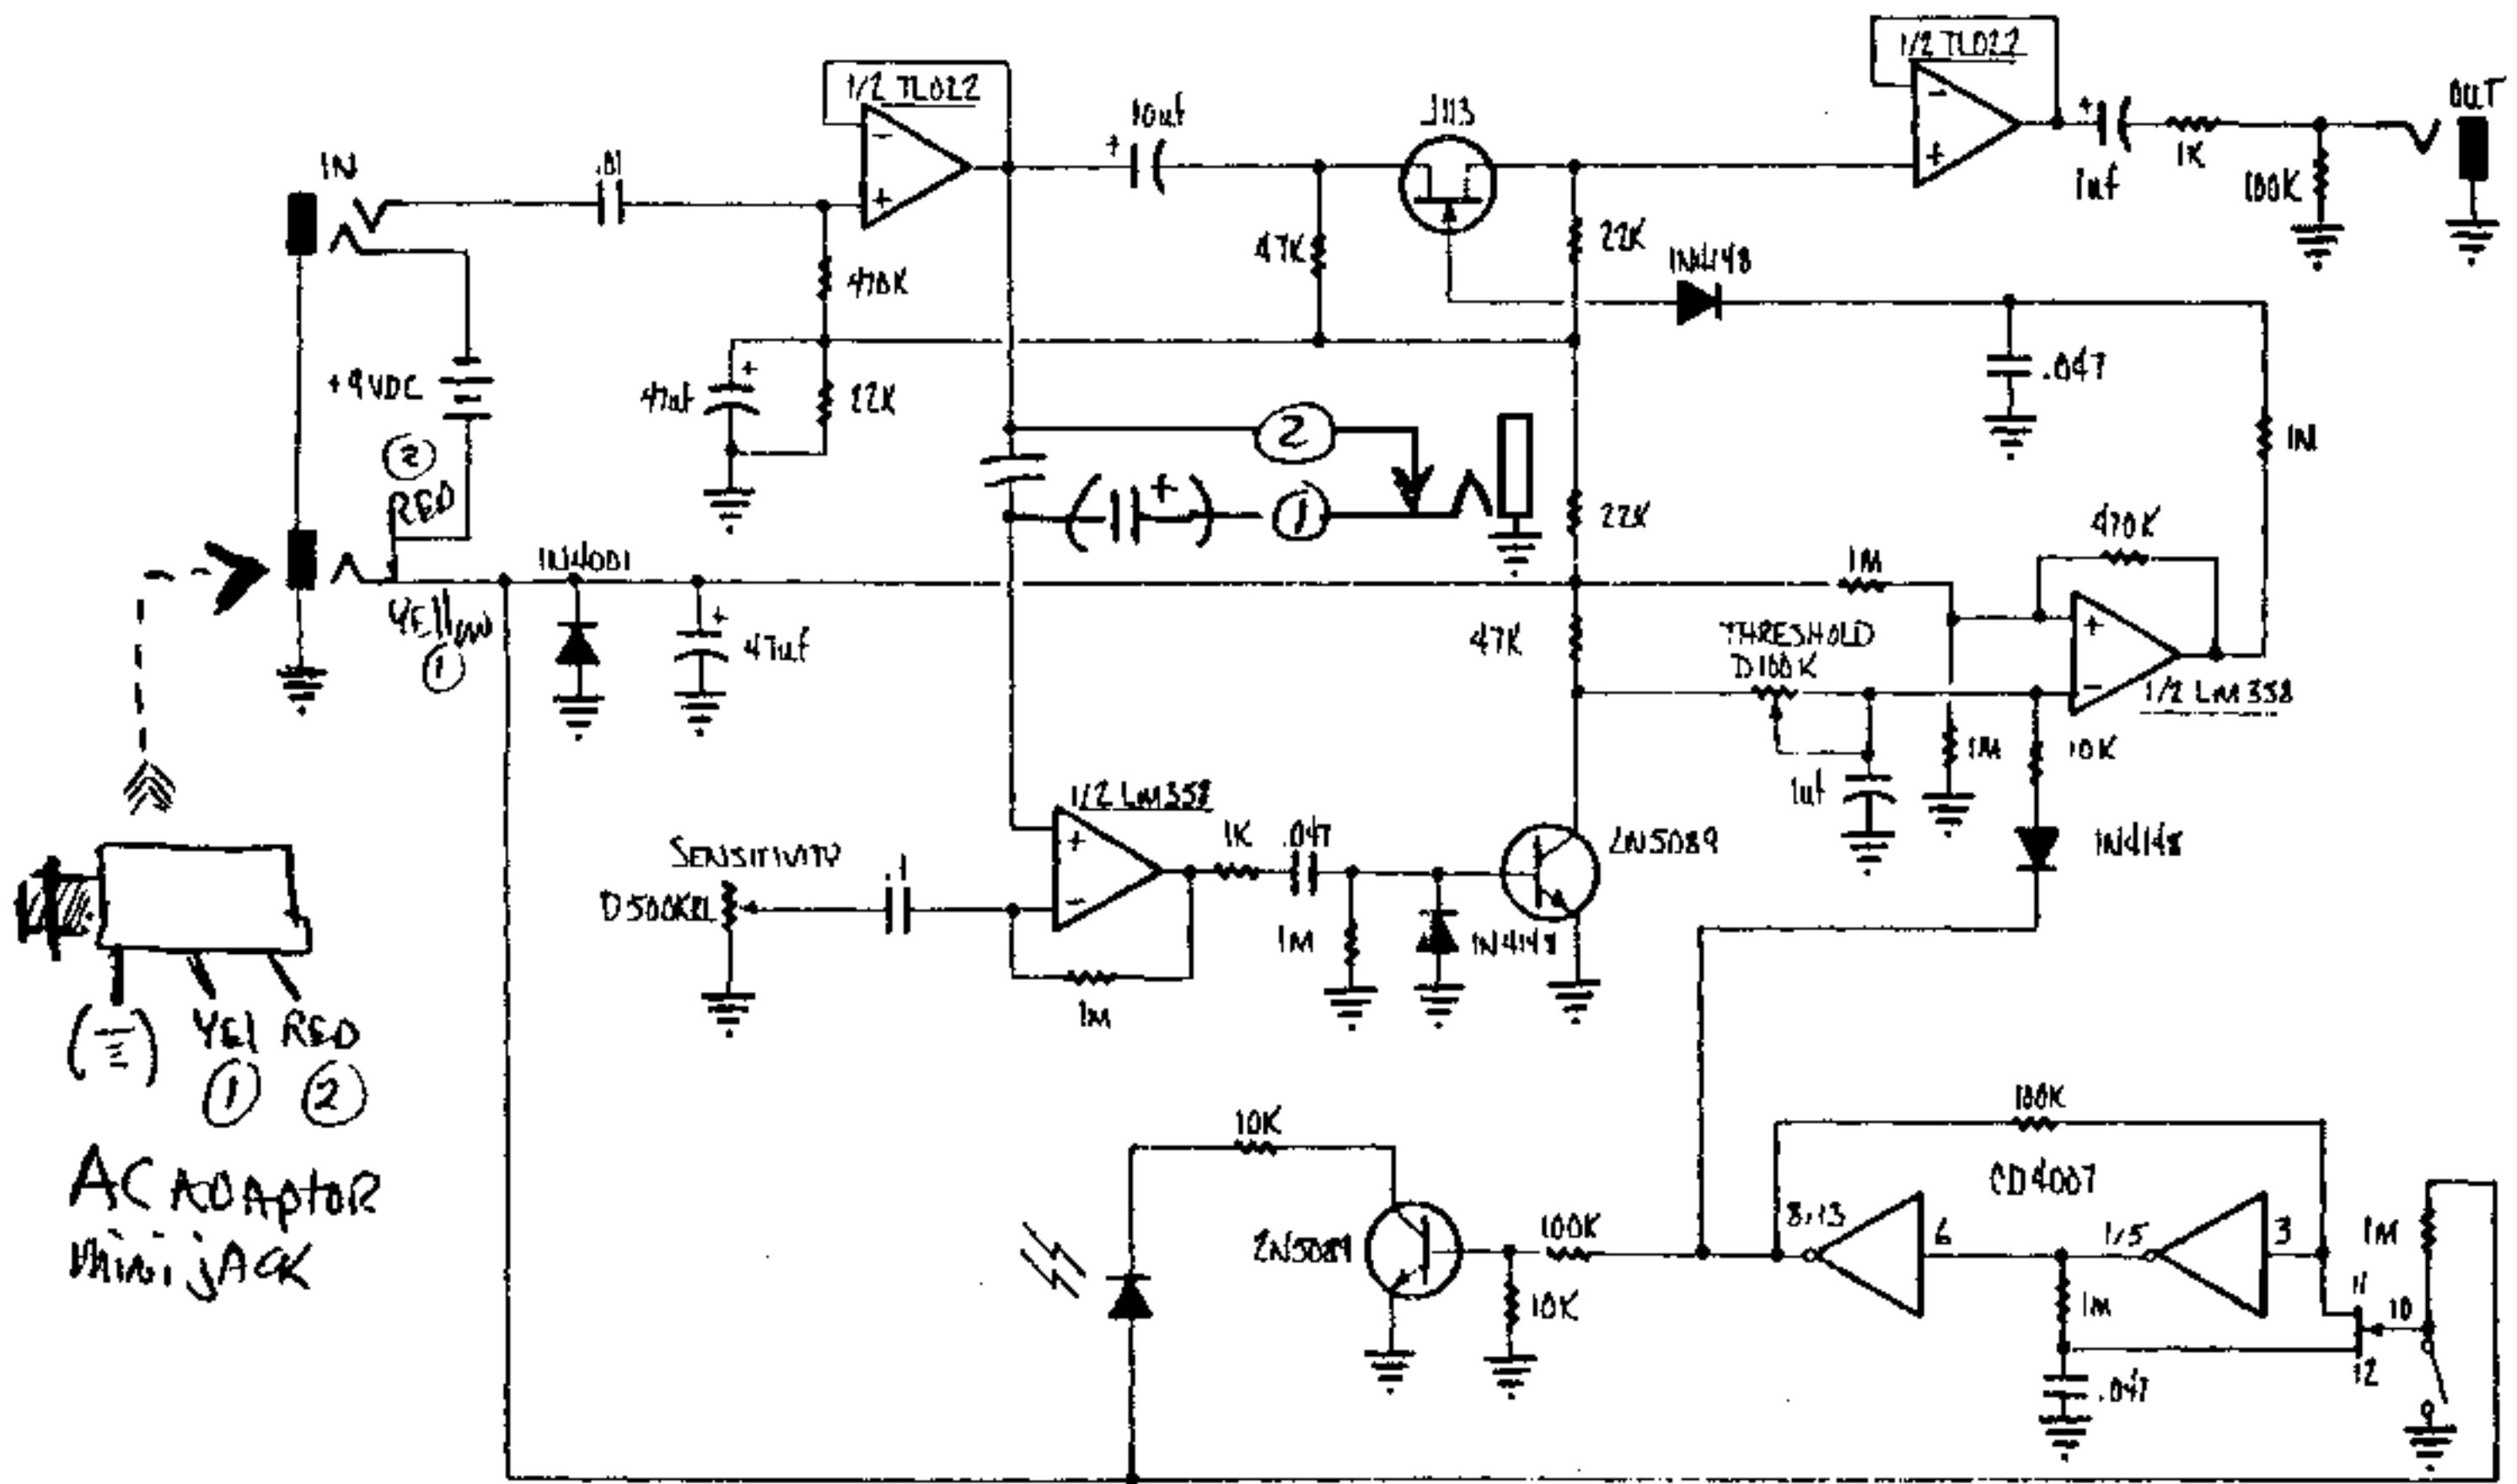 1/2 TL022
1/2 TL022
OUT
10uf
J113
+
+
IN
.01
-
+
-
+
1uf
1K
100K
470K
47K
22K
1N4148
+9VDC
47uf
+
22K
.047
2
1M
2
RED
(
+
)
1
22K
470K
1N4001
1M
YEllOW
1
47uf
+
47K
THRESHOLD
D100K
+
-
1/2 LM358
1M
10K
1uf
1/2 LM358
SENSITIVITY
D500KRL
.1
+
-
1K
.047
2N5089
1N4148
1M
1N4148
1M
(
)
YEl
RED
1
2
AC ADAptoR
Mini jACK
10K
100K
CD4007
2N5089
100K
8,13
6
1,5
3
1M
10K
1M
11
10
12
.047